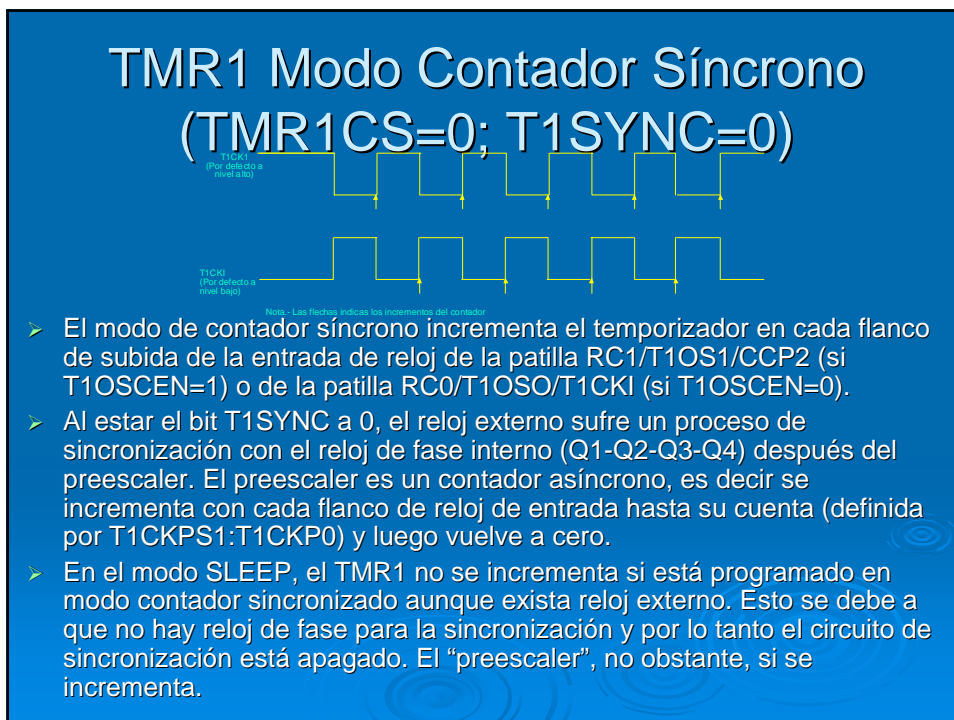 TMR1 Modo Contador Síncrono
(TMR1CS=0; T1SYNC=0)
T1CK1
(Por defecto a
nivel alto)
T1CKI
(Por defecto a
nivel bajo)
Nota.- Las flechas indicas los incrementos del contador
El modo de contador síncrono incrementa el temporizador en cada flanco
de subida de la entrada de reloj de la patilla RC1/T1OS1/CCP2 (si
T1OSCEN=1) o de la patilla RC0/T1OSO/T1CKI (si T1OSCEN=0).
Al estar el bit T1SYNC a 0, el reloj externo sufre un proceso de
sincronización con el reloj de fase interno (Q1-Q2-Q3-Q4) después del
preescaler. El preescaler es un contador asíncrono, es decir se
incrementa con cada flanco de reloj de entrada hasta su cuenta (definida
por T1CKPS1:T1CKP0) y luego vuelve a cero.
En el modo SLEEP, el TMR1 no se incrementa si está programado en
modo contador sincronizado aunque exista reloj externo. Esto se debe a
que no hay reloj de fase para la sincronización y por lo tanto el circuito de
sincronización está apagado. El “preescaler”, no obstante, si se
incrementa.